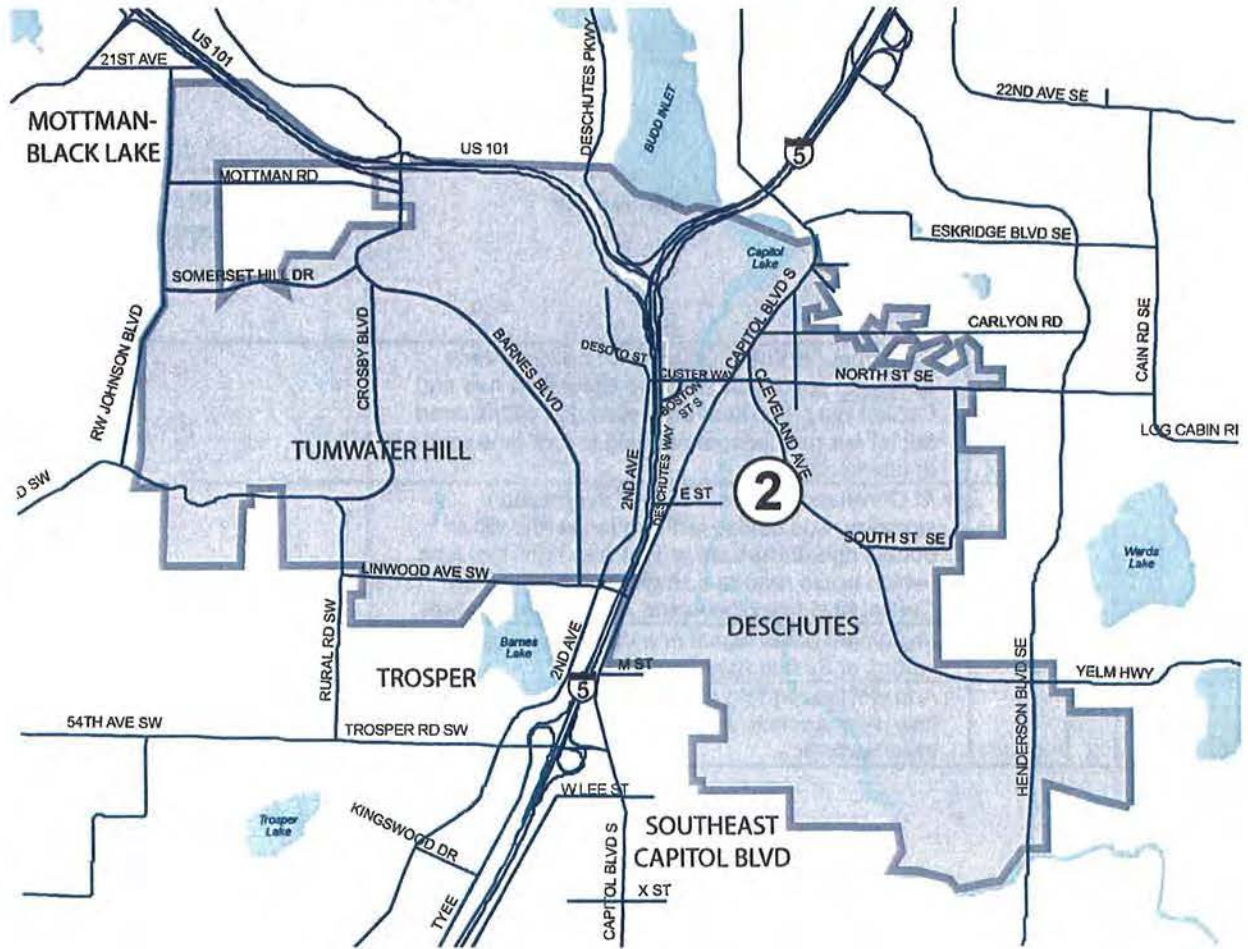 21ST AVE
US 101
DESCHUTES PKWY
BUDD INLET
22ND AVE SE
MOTTMAN-
BLACK LAKE
US 101
5
MOTTMAN RD
ESKRIDGE BLVD SE
Capitol
Lake
SOMERSET HILL DR
CAPITOL BLVD S
CARLYON RD
CAIN RD SE
RW JOHNSON BLVD
CROSBY BLVD
BARNES BLVD
DESOTO ST
CUSTER WAY
NORTH ST SE
BOSTON
ST S
CLEVELAND AVE
LOG CABIN RI
TUMWATER HILL
2ND AVE
DESCHUTES WAY
E ST
2
D SW
SOUTH ST SE
Wards
Lake
LINWOOD AVE SW
RURAL RD SW
Barnes
Lake
2ND AVE
DESCHUTES
TROSPER
M ST
5
HENDERSON BLVD SE
YELM HWY
54TH AVE SW
TROSPER RD SW
W LEE ST
Trosper
Lake
KINGSWOOD DR
SOUTHEAST
CAPITOL BLVD
TYEE
CAPITOL BLVD S
X ST